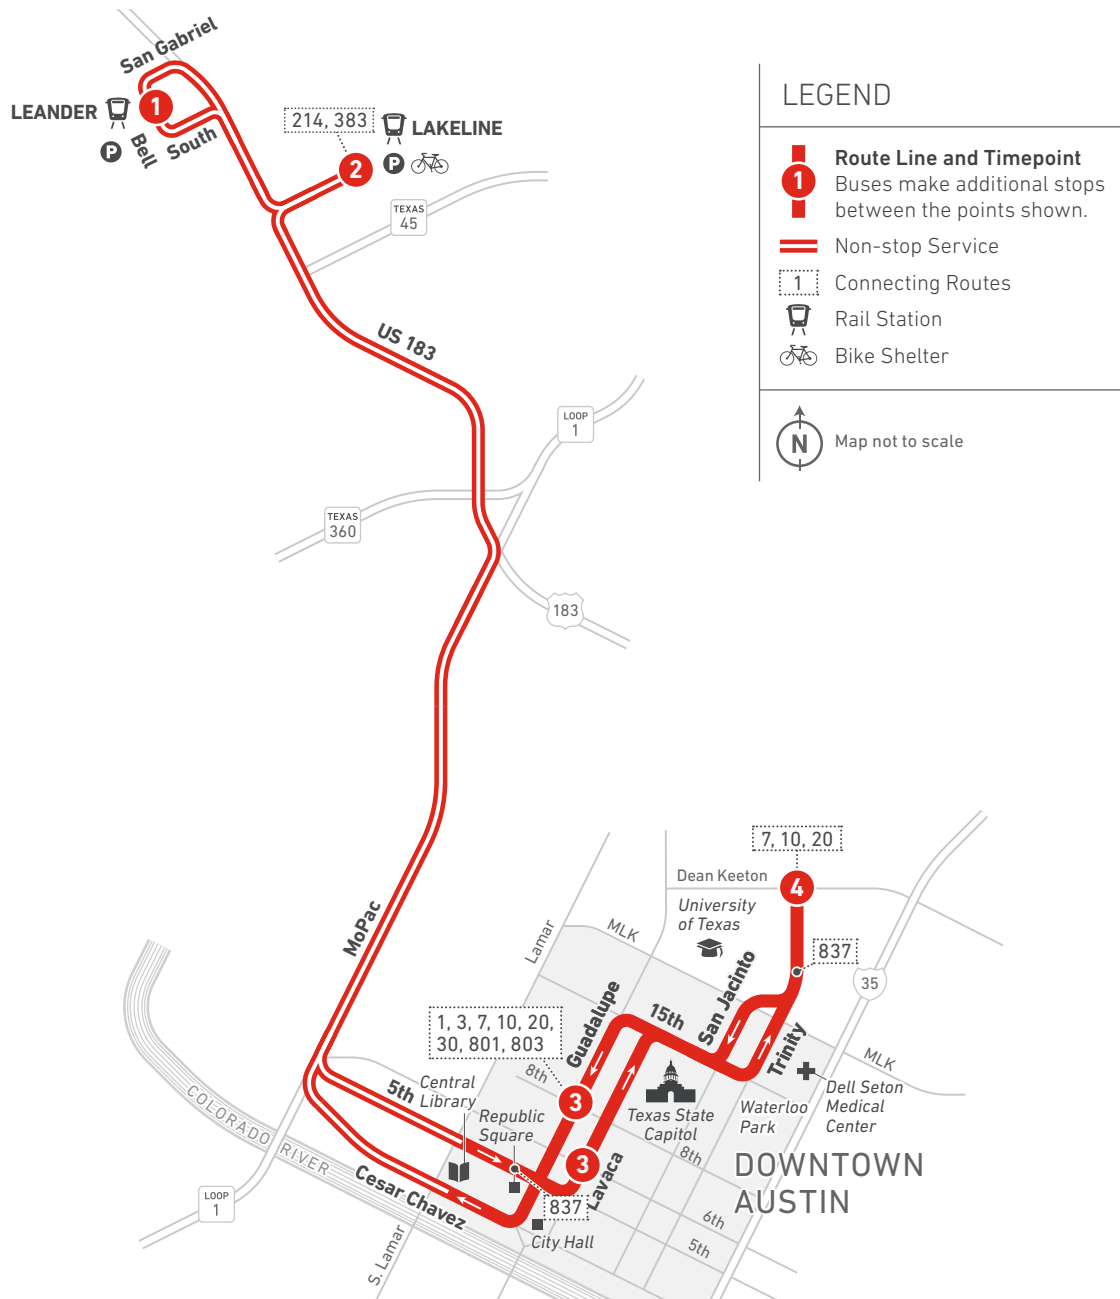 San Gabriel
LEANDER
1
P
Bell
South
214, 383
LAKELINE
2
P
TEXAS
45
US 183
LOOP
1
TEXAS
360
183
MoPac
LEGEND
1
Route Line and Timepoint
Buses make additional stops
between the points shown.
Non-stop Service
1
Connecting Routes
Rail Station
Bike Shelter
N
Map not to scale
7, 10, 20
Dean Keeton
4
University
of Texas
MLK
Lamar
837
35
San Jacinto
Guadalupe
15th
Trinity
MLK
1, 3, 7, 10, 20,
30, 801, 803
8th
5th
Central
Library
Republic
Square
3
Texas State
Capitol
Waterloo
Park
Dell Seton
Medical
Center
8th
3
Lavaca
DOWNTOWN
AUSTIN
COLORADO RIVER
Cesar Chavez
837
LOOP
1
City Hall
S. Lamar
6th
5th